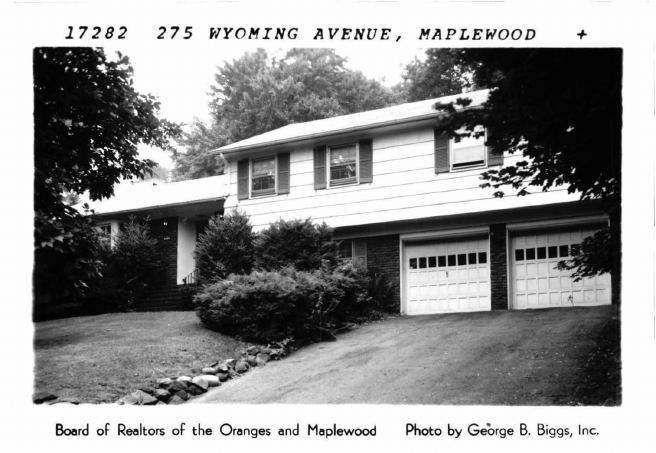 17282 275 WYOMING AVENUE, MAPLEWOOD +
Board of Realtors of the Oranges and Maplewood Photo by George B. Biggs, Inc.